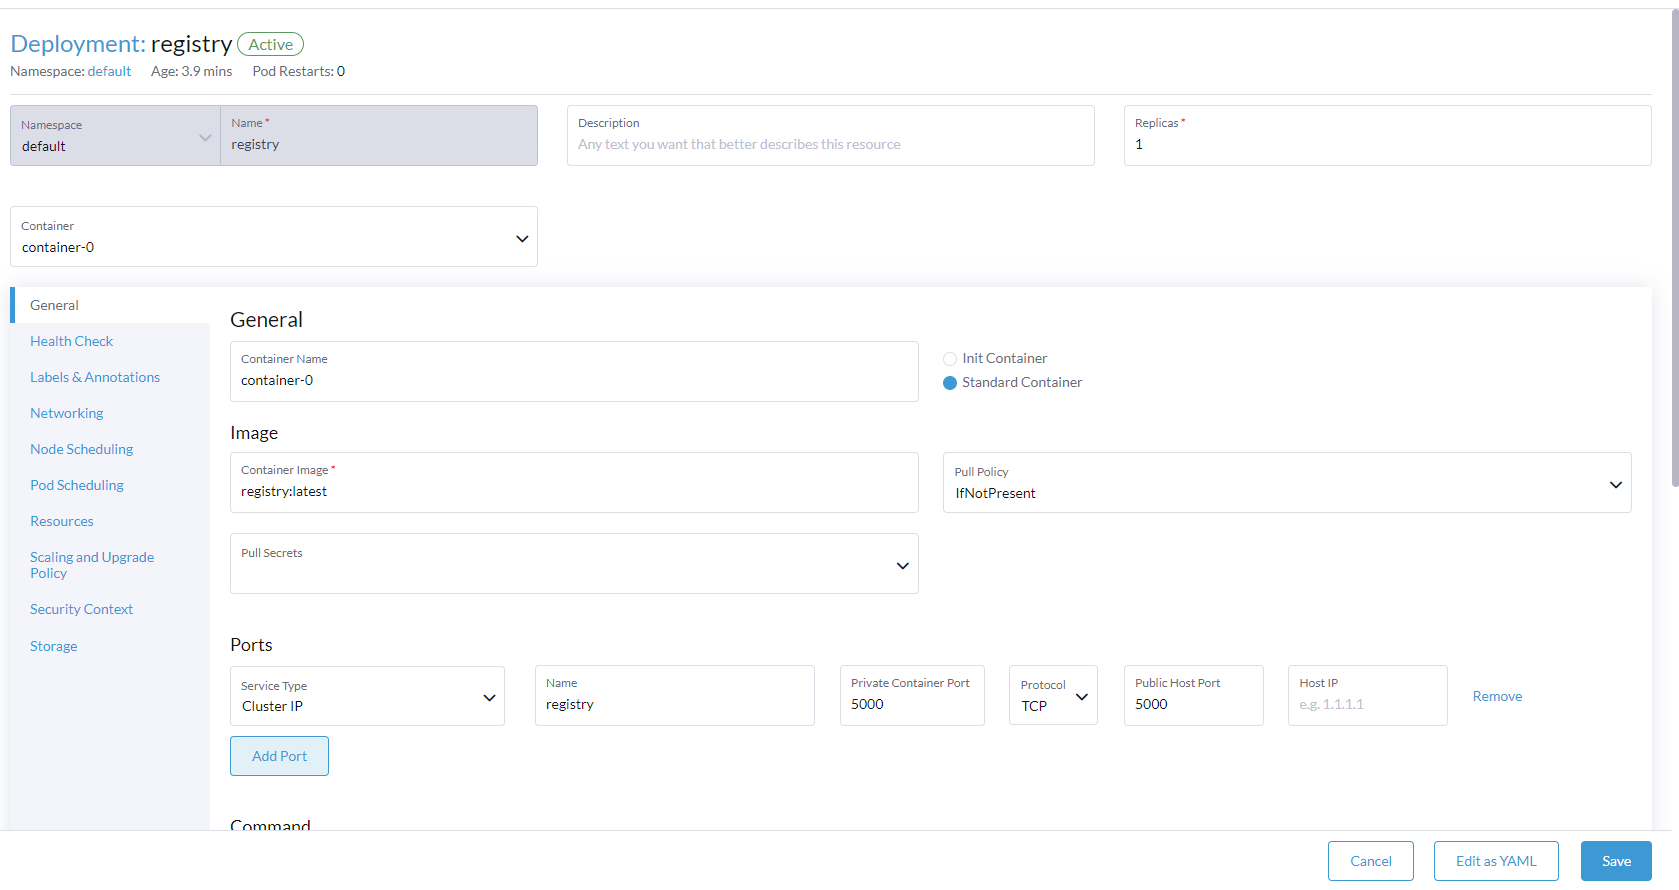 Deployment: registry Active
Namespace: default Age: 3.9 mins Pod Restarts: 0
Namespace
default
Name *
registry
Description
Any text you want that better describes this resource
Replicas *
1
Container
container-0
General
Health Check
Labels & Annotations
Networking
Node Scheduling
Pod Scheduling
Resources
Scaling and Upgrade
Policy
Security Context
Storage
General
Container Name
container-0
Init Container
Standard Container
Image
Container Image *
registry:latest
Pull Policy
IfNotPresent
Pull Secrets
Ports
Service Type
Cluster IP
Name
registry
Private Container Port
5000
Protocol
TCP
Public Host Port
5000
Host IP
e.g. 1.1.1.1
Remove
Add Port
Command
Cancel
Edit as YAML
Save